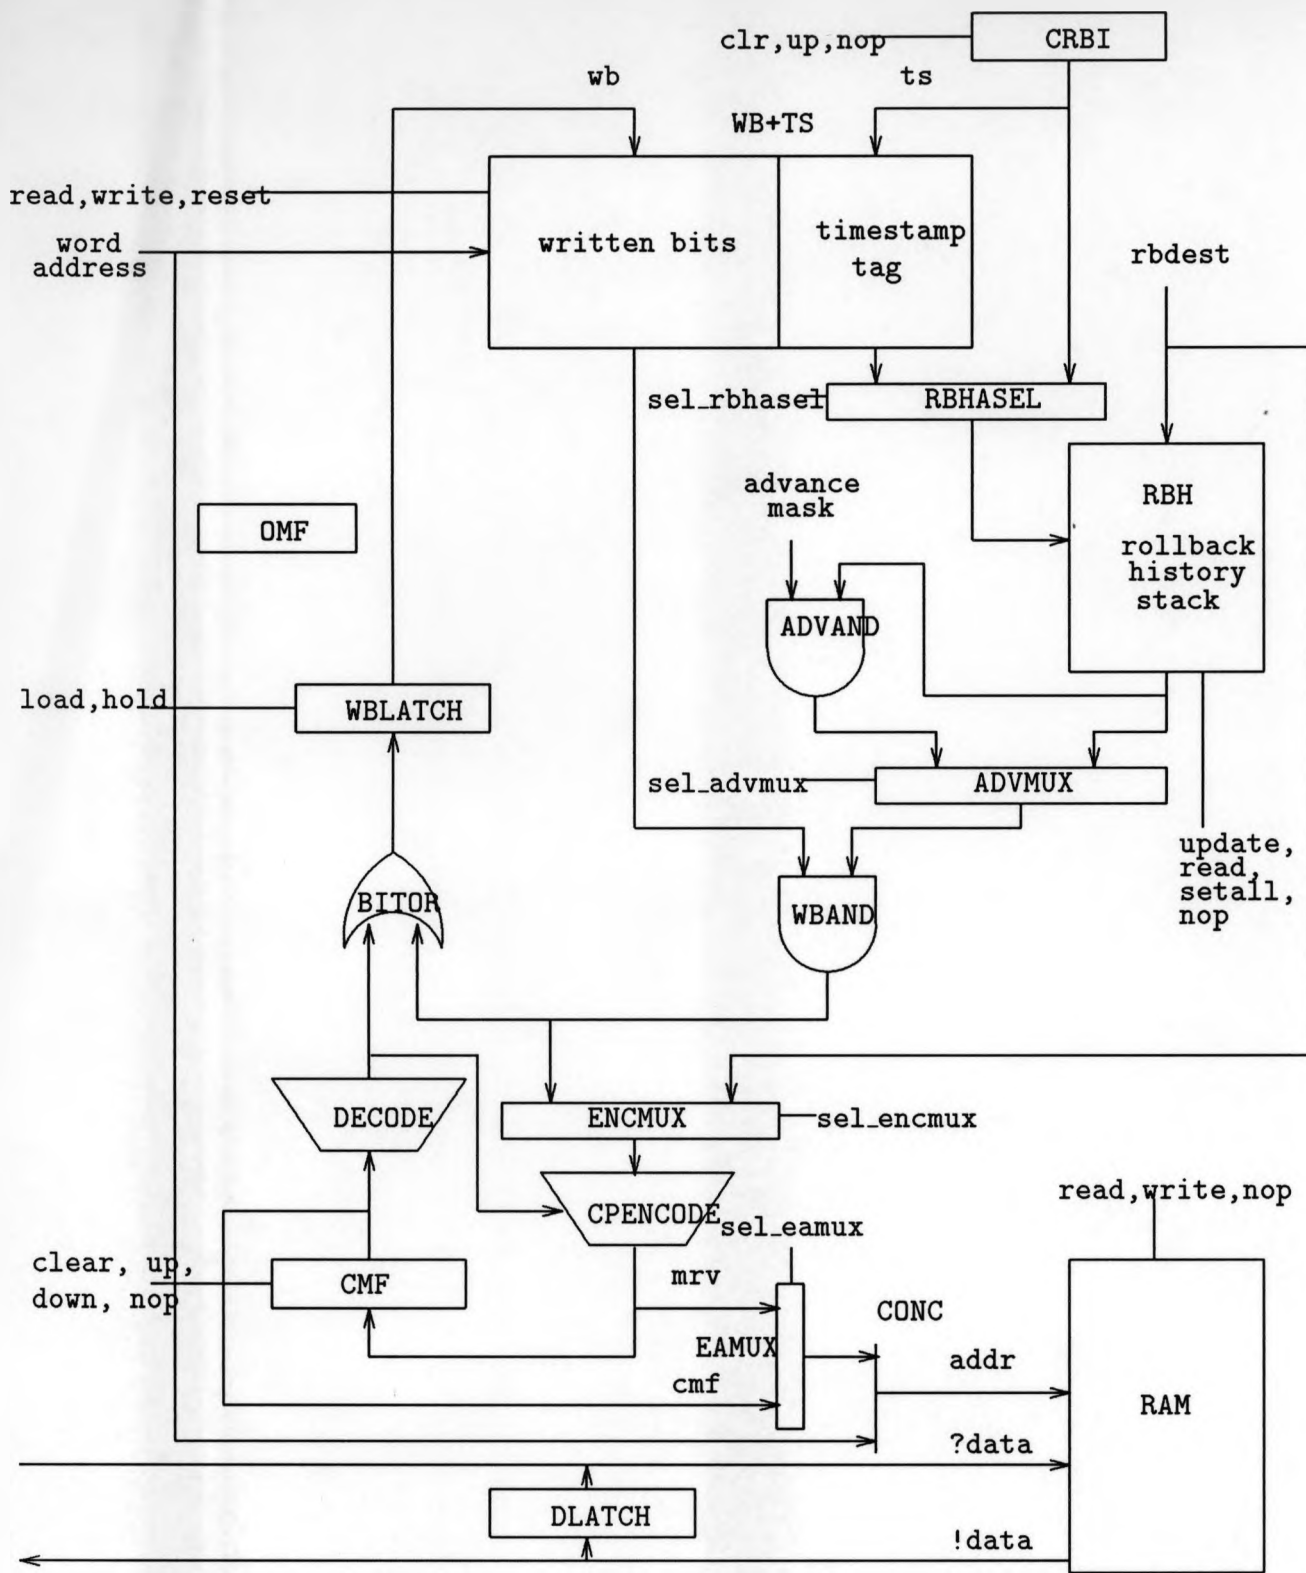 clr,up,nop
CRBI
wb
ts
WB+TS
read,write,reset
word
address
written bits
timestamp
tag
rbdest
sel_rbhasel
RBHASEL
advance
mask
RBH
rollback
history
stack
OMF
ADVAND
load,hold
WBLATCH
sel_advmux
ADVMUX
update,
read,
setall,
nop
BITOR
WBAND
DECODE
ENCMUX
sel_encmux
CPENCODE
sel_eamux
read,write,nop
clear, up,
down, nop
CMF
mrv
CONC
EAMUX
cmf
addr
RAM
?data
DLATCH
!data